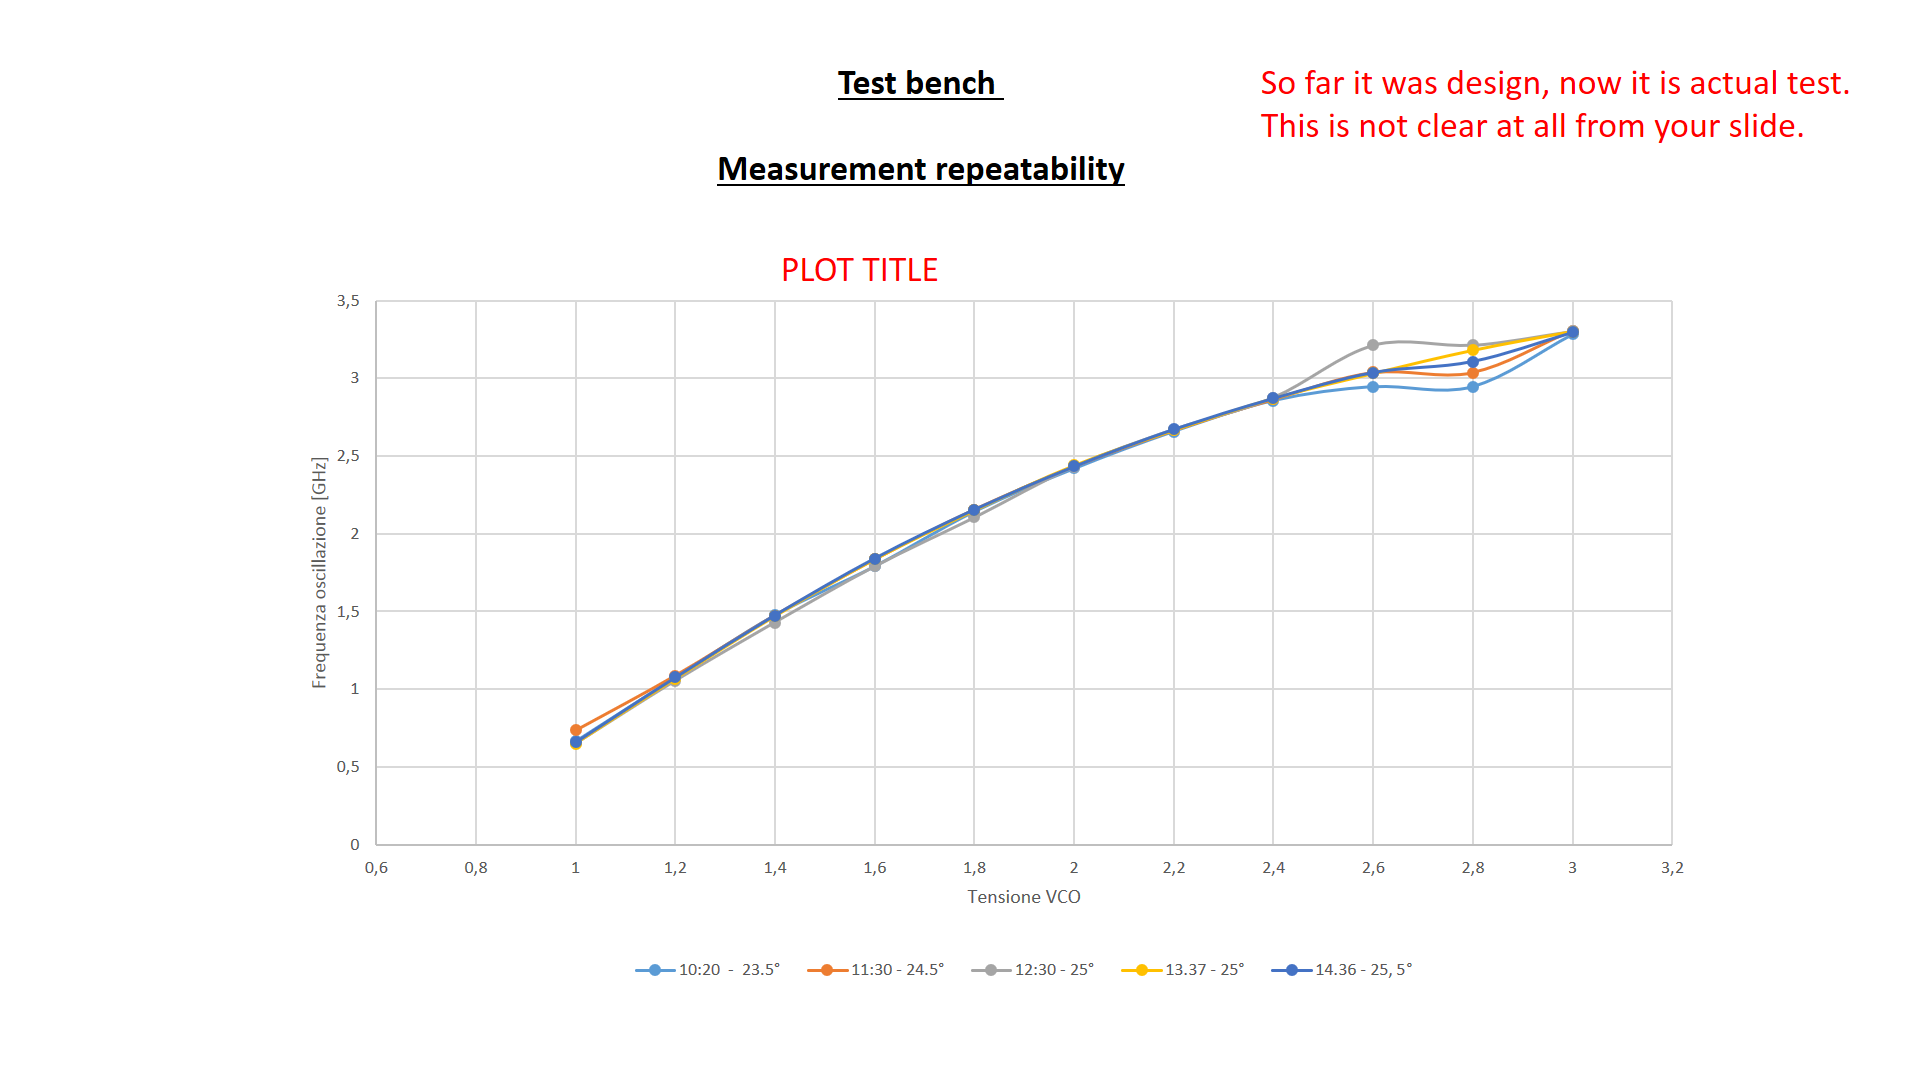 Test bench
So far it was design, now it is actual test.
This is not clear at all from your slide.
Measurement repeatability
PLOT TITLE
3,5
3
2,5
2
1,5
1
0,5
0
Frequenza oscillazione [GHz]
0,6 0,8 1 1,2 1,4 1,6 1,8 2 2,2 2,4 2,6 2,8 3 3,2
Tensione VCO
10:20 - 23.5° 11:30 - 24.5° 12:30 - 25° 13.37 - 25° 14.36 - 25, 5°